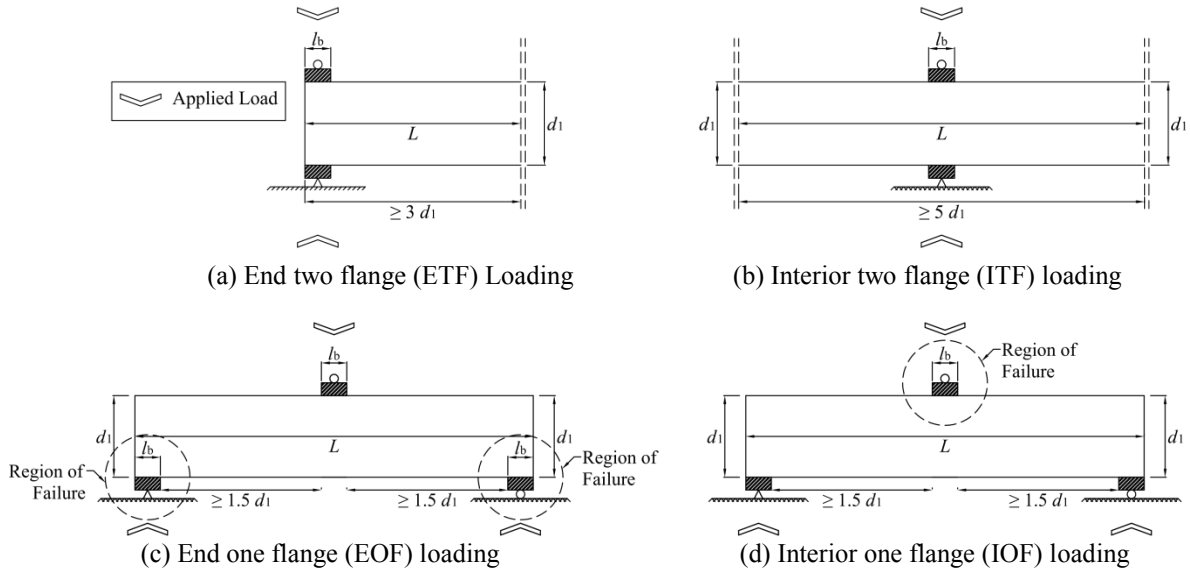 lb
lb
Applied Load
L
d1
d1
L
d1
≥ 3 d1
≥ 5 d1
(a) End two flange (ETF) Loading
(b) Interior two flange (ITF) loading
lb
lb
Region of
Failure
d1
L
d1
d1
L
d1
lb
lb
Region of
Failure
Region of
Failure
≥ 1.5 d1
≥ 1.5 d1
≥ 1.5 d1
≥ 1.5 d1
(c) End one flange (EOF) loading
(d) Interior one flange (IOF) loading